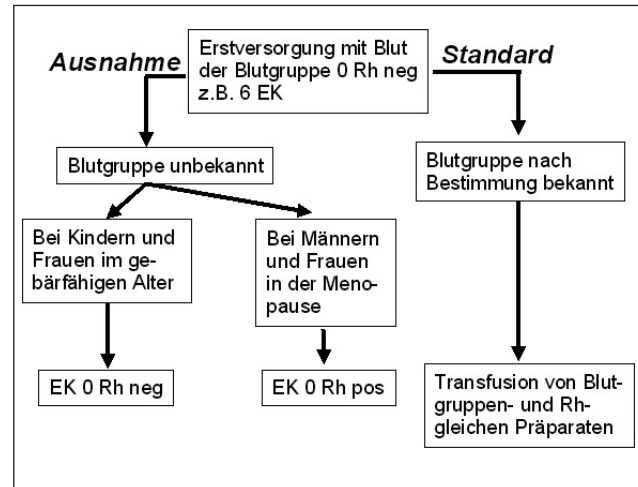 Ausnahme
Erstversorgung mit Blut
der Blutgruppe 0 Rh neg
z.B. 6 EK
Standard
Blutgruppe unbekannt
Blutgruppe nach
Bestimmung bekannt
Bei Kindern und
Frauen im ge-
bärfähigen Alter
Bei Männern
und Frauen
in der Meno-
pause
EK 0 Rh neg
EK 0 Rh pos
Transfusion von Blut-
gruppen- und Rh-
gleichen Präparaten